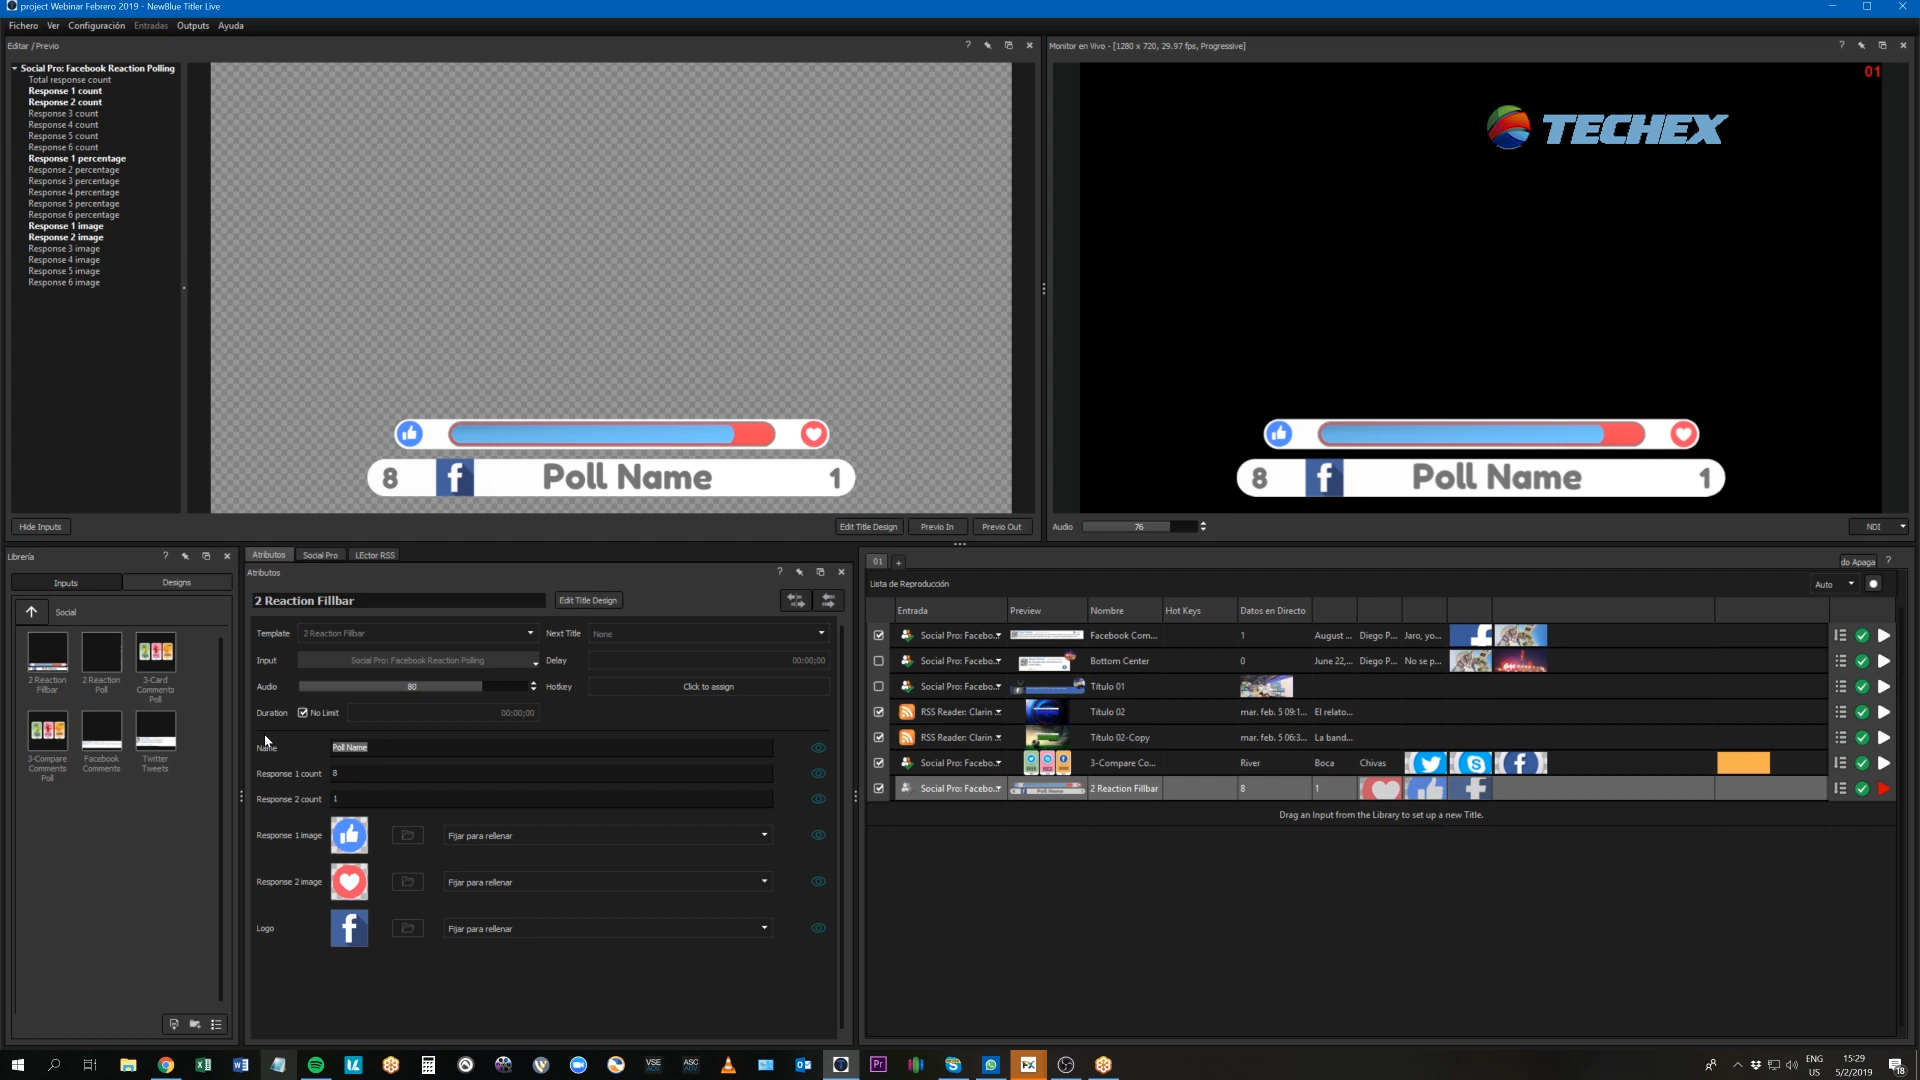 project Webinar Febrero 2019 - NewBlue Titler Live
Fichero Ver Configuración Entradas Outputs Ayuda
Editar / Previo
Social Pro: Facebook Reaction Polling
Total response count
Response 1 count
Response 2 count
Response 3 count
Response 4 count
Response 5 count
Response 6 count
Response 1 percentage
Response 2 percentage
Response 3 percentage
Response 4 percentage
Response 5 percentage
Response 6 percentage
Response 1 image
Response 2 image
Response 3 image
Response 4 image
Response 5 image
Response 6 image
8 f Poll Name 1
Hide Inputs
Edit Title Design Previo In Previo Out
Monitor en Vivo - [1280 x 720, 29.97 fps, Progressive]
01
TECHEX
8 f Poll Name 1
Audio 76
NDI
Librería
Inputs Designs
Social
2 Reaction Fillbar
2 Reaction Poll
3-Card Comments Poll
3-Compare Comments Poll
Facebook Comments
Twitter Tweets
Atributos Social Pro LEctor RSS
Atributos
2 Reaction Fillbar
Edit Title Design
Template 2 Reaction Fillbar Next Title None
Input Social Pro: Facebook Reaction Polling Delay 00:00;00
Audio 80 Hotkey Click to assign
Duration No Limit 00:00;00
Name Poll Name
Response 1 count 8
Response 2 count 1
Response 1 image Fijar para rellenar
Response 2 image Fijar para rellenar
Logo f Fijar para rellenar
01 +
do Apaga ?
Lista de Reproducción
Auto
Entrada Preview Nombre Hot Keys Datos en Directo
Social Pro: Facebo... Facebook Com... 1 August ... Diego P... Jaro, yo...
Social Pro: Facebo... Bottom Center 0 June 22,... Diego P... No se p...
Social Pro: Facebo... Título 01
RSS Reader: Clarin ... Título 02 mar. feb. 5 09:1... El relato...
RSS Reader: Clarin ... Título 02-Copy mar. feb. 5 06:3... La band...
Social Pro: Facebo... 3-Compare Co... River Boca Chivas
Social Pro: Facebo... Poll Name 2 Reaction Fillbar 8 1
Drag an Input from the Library to set up a new Title.
VSE ADV
ASC ADV
Pr
FX
ENG
US
15:29
5/2/2019
18